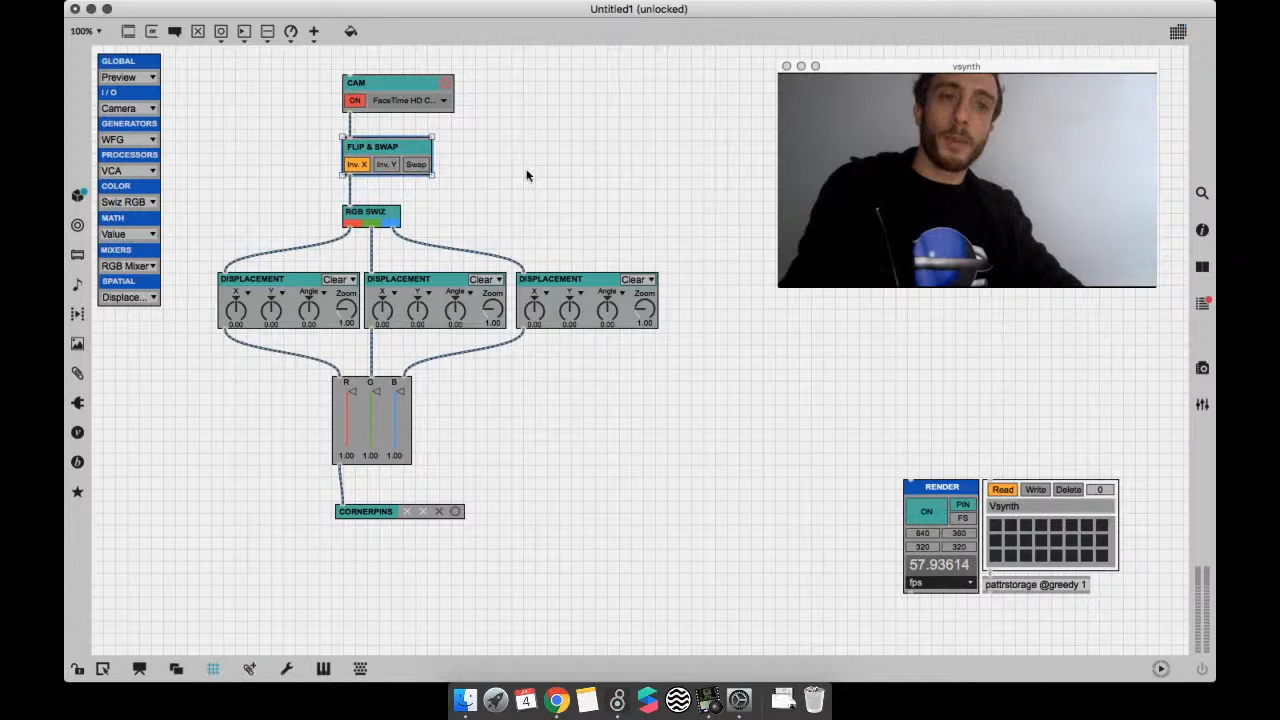 Untitled1 (unlocked)
100%
GLOBAL
Preview
I / O
Camera
GENERATORS
WFG
PROCESSORS
VCA
COLOR
Swiz RGB
MATH
Value
MIXERS
RGB Mixer
SPATIAL
Displace...
CAM
ON FaceTime HD C...
FLIP & SWAP
Inv. X Inv. Y Swap
RGB SWIZ
DISPLACEMENT Clear
X Y Angle Zoom
0.00 0.00 0.00 1.00
DISPLACEMENT Clear
X Y Angle Zoom
0.00 0.00 0.00 1.00
DISPLACEMENT Clear
X Y Angle Zoom
0.00 0.00 0.00 1.00
R G B
1.00 1.00 1.00
CORNERPINS
vsynth
RENDER
ON PIN
FS
640 360
320 320
57.93614
fps
Read Write Delete 0
Vsynth
pattrstorage @greedy 1
4